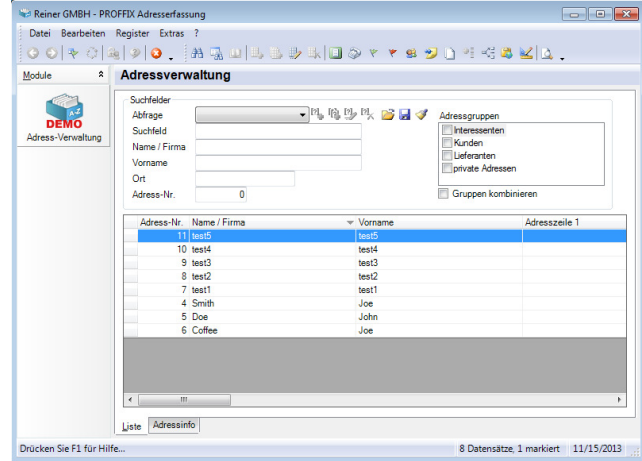 Reiner GMBH - PROFFIX Adresserfassung
Datei Bearbeiten Register Extras ?
Module
Adressverwaltung
A-Z
DEMO
Adress-Verwaltung
Suchfelder
Abfrage
Suchfeld
Name / Firma
Vorname
Ort
Adress-Nr. 0
Adressgruppen
Interessenten
Kunden
Lieferanten
private Adressen
Gruppen kombinieren
Adress-Nr. Name / Firma Vorname Adresszeile 1
11 test5 test5
10 test4 test4
9 test3 test3
8 test2 test2
7 test1 test1
4 Smith Joe
5 Doe John
6 Coffee Joe
Liste Adressinfo
Drücken Sie F1 für Hilfe... 8 Datensätze, 1 markiert 11/15/2013